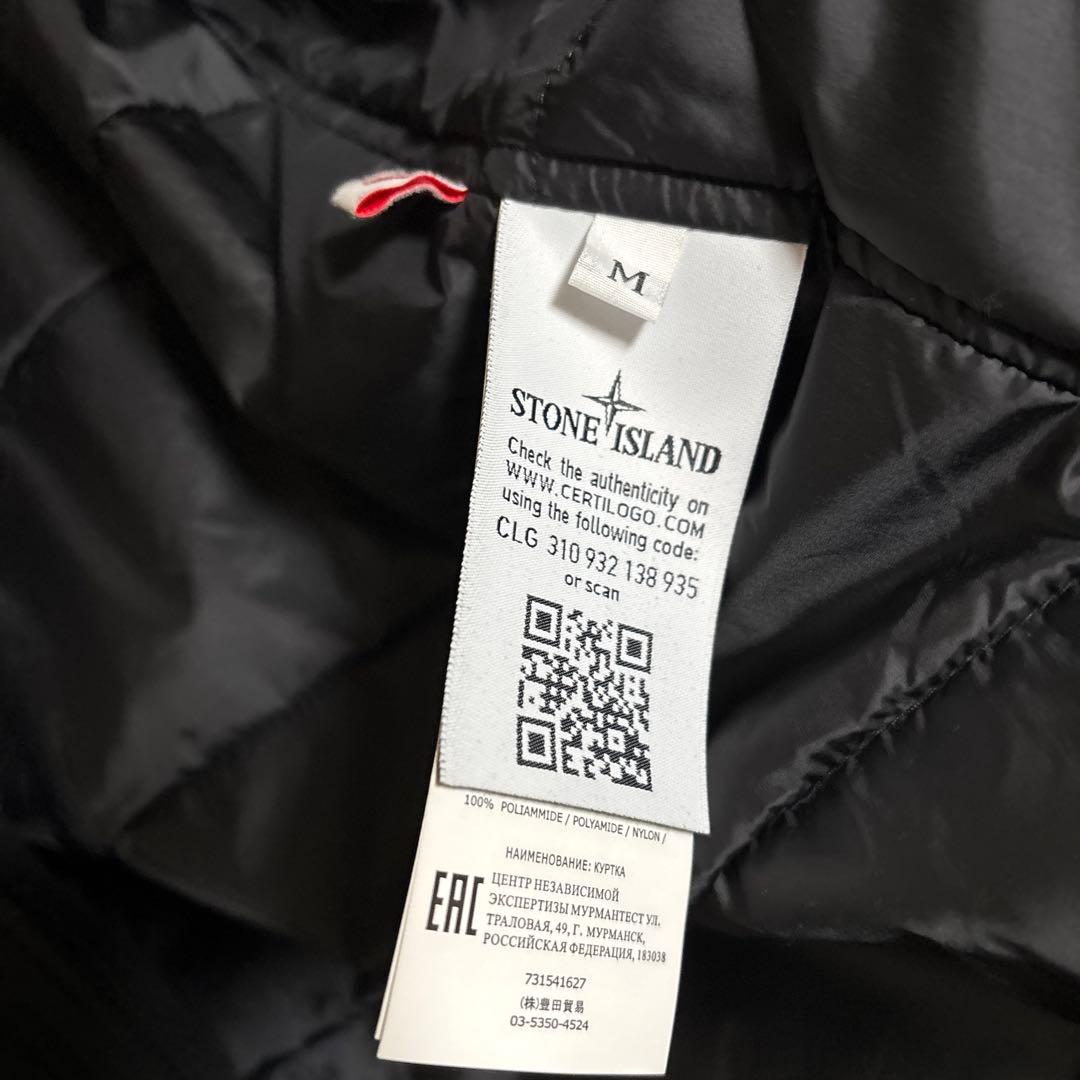 M
STONE ISLAND
Check the authenticity on
WWW.CERTILOGO.COM
using the following code:
CLG 310 932 138 935
or scan
100% POLIAMMIDE / POLYAMIDE / NYLON /
НАИМЕНОВАНИЕ: КУРТКА
EAC
ЦЕНТР НЕЗАВИСИМОЙ
ЭКСПЕРТИЗЫ МУРМАНТЕСТ УЛ.
ТРАЛОВАЯ, 49, Г. МУРМАНСК,
РОССИЙСКАЯ ФЕДЕРАЦИЯ, 183038
731541627
(株)豊田貿易
03-5350-4524